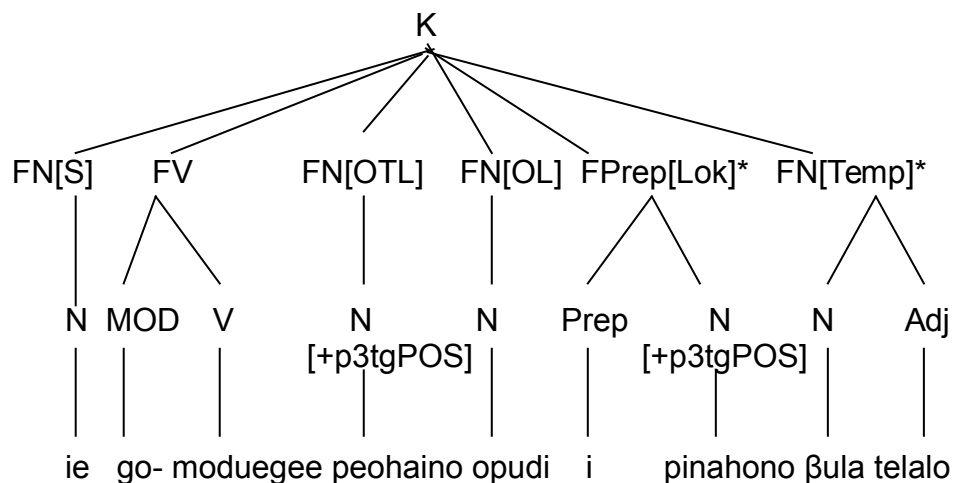 K
FN[S] FV FN[OTL] FN[OL] FPrep[Lok]* FN[Temp]*
N MOD V N N Prep N N Adj
[+p3tgPOS] [+p3tgPOS]
ie go- moduegee peohaino opudi i pinahono βula telalo